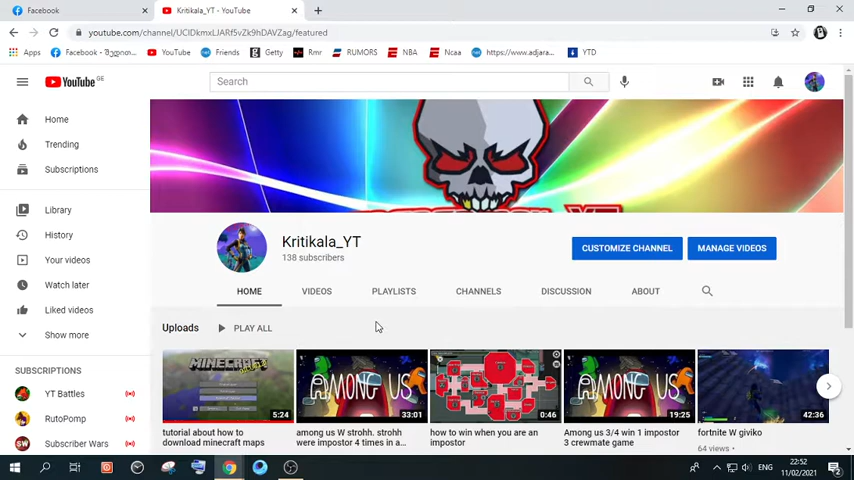 Facebook
Kritikala_YT - YouTube
youtube.com/channel/UCIDkmxLJARf5vZk9hDAVZag/featured
Apps
Facebook - შედით...
YouTube
Friends
Getty
Rmr
RUMORS
NBA
Ncaa
https://www.adjara...
YTD
YouTube GE
Search
Home
Trending
Subscriptions
Library
History
Your videos
Watch later
Liked videos
Show more
SUBSCRIPTIONS
YT Battles
RutoPomp
Subscriber Wars
Kritikala_YT
138 subscribers
CUSTOMIZE CHANNEL
MANAGE VIDEOS
HOME
VIDEOS
PLAYLISTS
CHANNELS
DISCUSSION
ABOUT
Uploads
PLAY ALL
MINECRAFT
5:24
AMONG US
33:01
0:46
AMONG US
19:25
42:36
tutorial about how to
download minecraft maps
among us W strohh. strohh
were impostor 4 times in a...
how to win when you are an
impostor
Among us 3/4 win 1 impostor
3 crewmate game
fortnite W giviko
64 views
ENG
22:52
11/02/2021
2